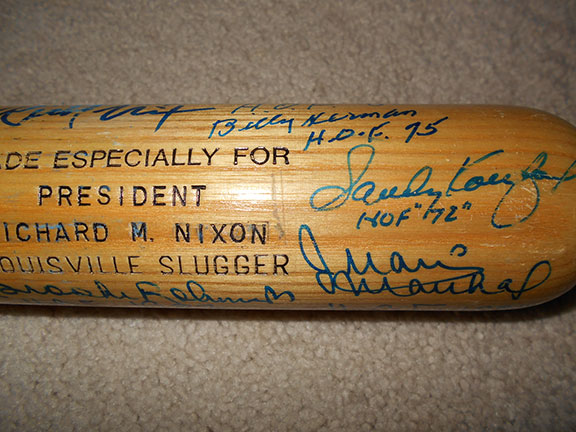 Billy Herman
H.O.F. 75
ADE ESPECIALLY FOR
PRESIDENT
ICHARD M. NIXON
OUISVILLE SLUGGER
Sandy Koufax
HOF "72"
Juan
Marichal